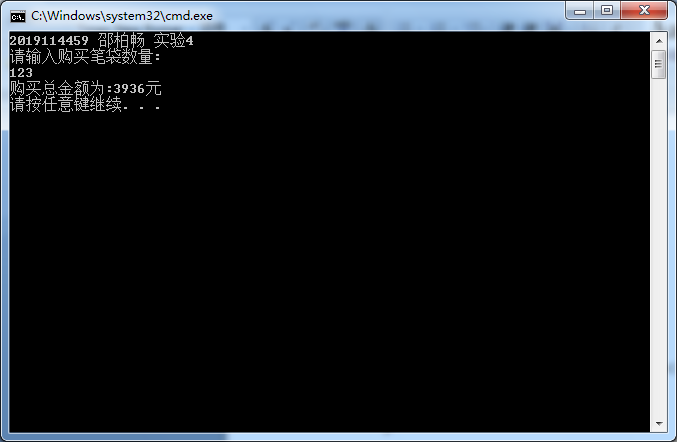 C:\Windows\system32\cmd.exe
2019114459 邵柏畅 实验4
请输入购买笔袋数量:
123
购买总金额为:3936元
请按任意键继续. . .